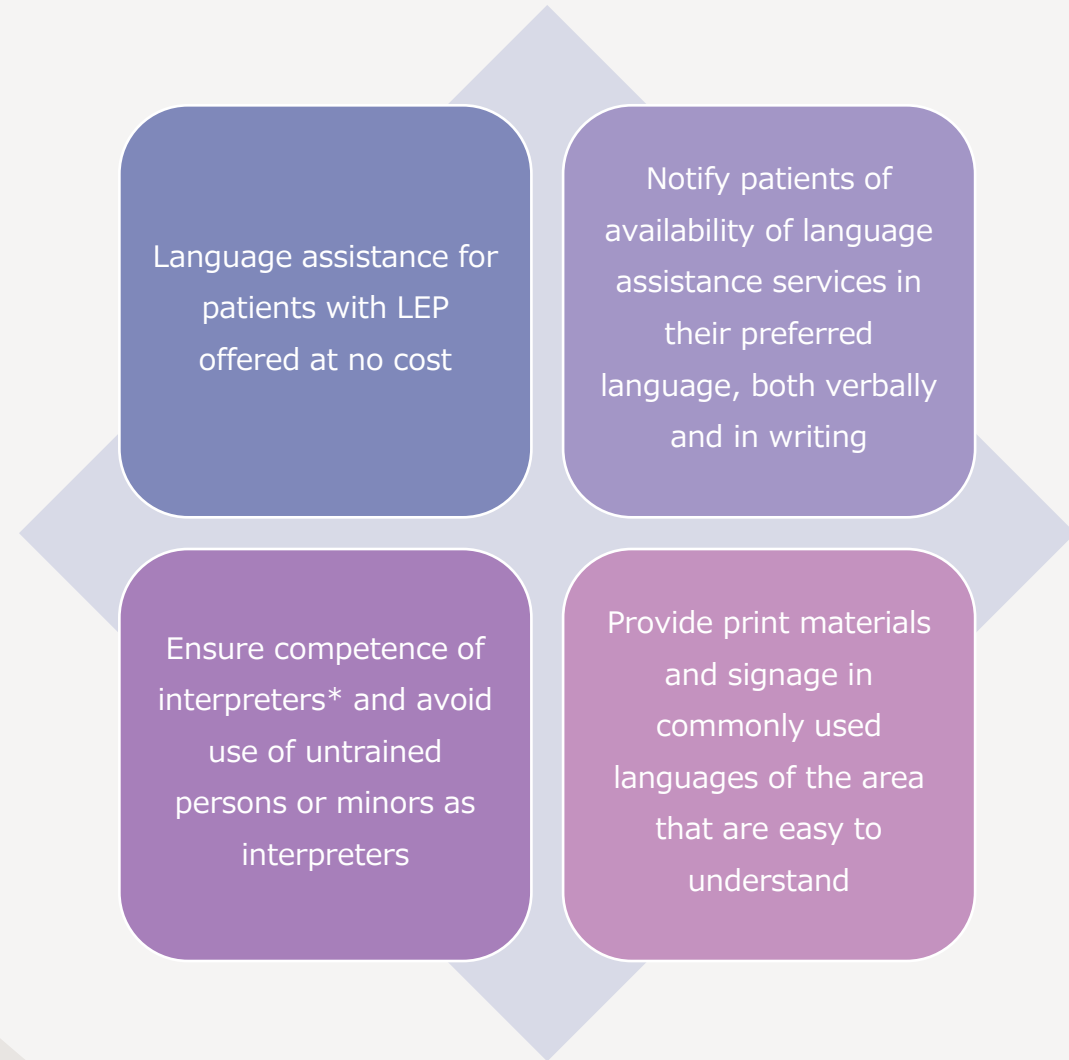 Language assistance for
patients with LEP
offered at no cost
Notify patients of
availability of language
assistance services in
their preferred
language, both verbally
and in writing
Ensure competence of
interpreters* and avoid
use of untrained
persons or minors as
interpreters
Provide print materials
and signage in
commonly used
languages of the area
that are easy to
understand